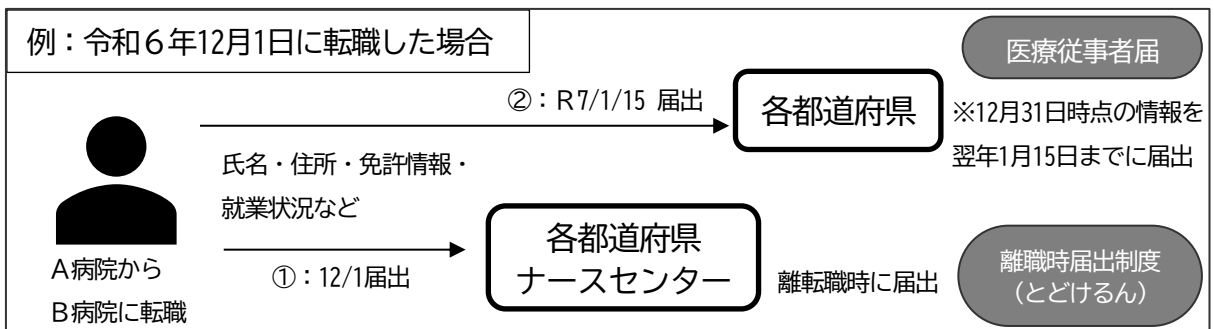 例：令和６年12月1日に転職した場合
医療従事者届
②：Ｒ7/1/15 届出
各都道府県
※12月31日時点の情報を
翌年1月15日までに届出
氏名・住所・免許情報・
就業状況など
①：12/1届出
各都道府県
ナースセンター
離転職時に届出
離職時届出制度
（とどけるん）
Ａ病院から
Ｂ病院に転職